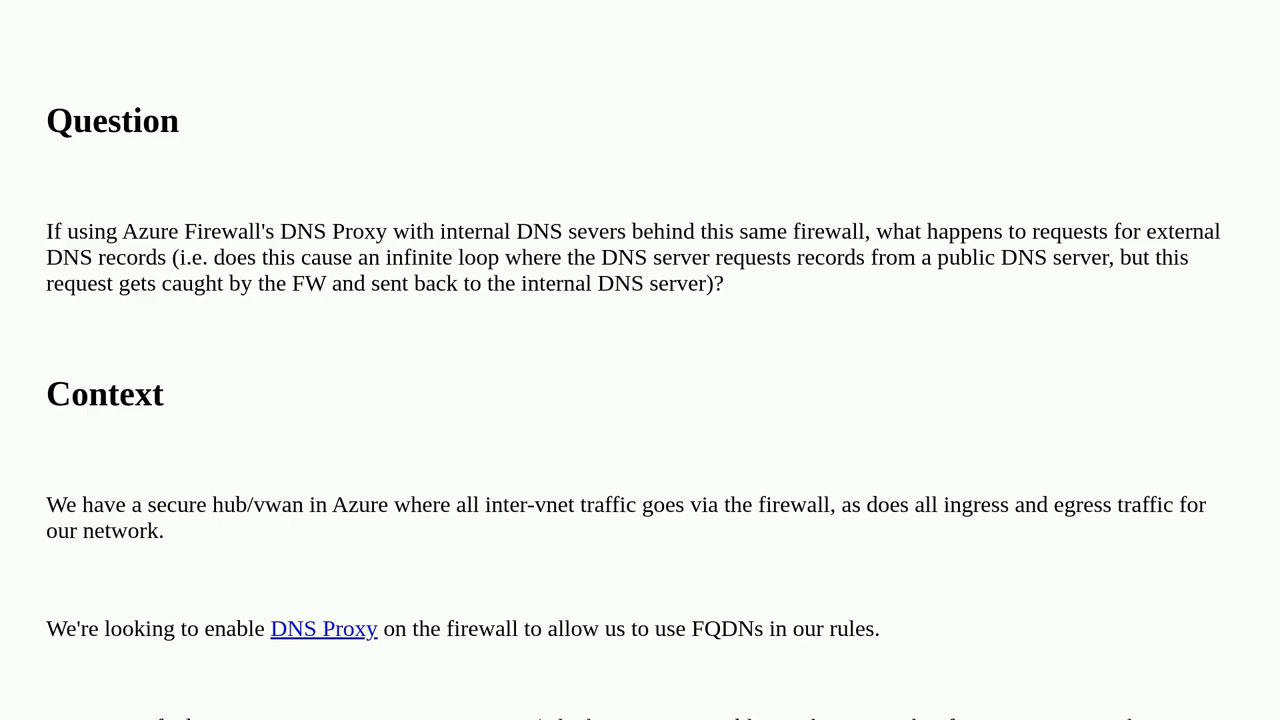 Question
If using Azure Firewall's DNS Proxy with internal DNS severs behind this same firewall, what happens to requests for external
DNS records (i.e. does this cause an infinite loop where the DNS server requests records from a public DNS server, but this
request gets caught by the FW and sent back to the internal DNS server)?
Context
We have a secure hub/vwan in Azure where all inter-vnet traffic goes via the firewall, as does all ingress and egress traffic for
our network.
We're looking to enable DNS Proxy on the firewall to allow us to use FQDNs in our rules.